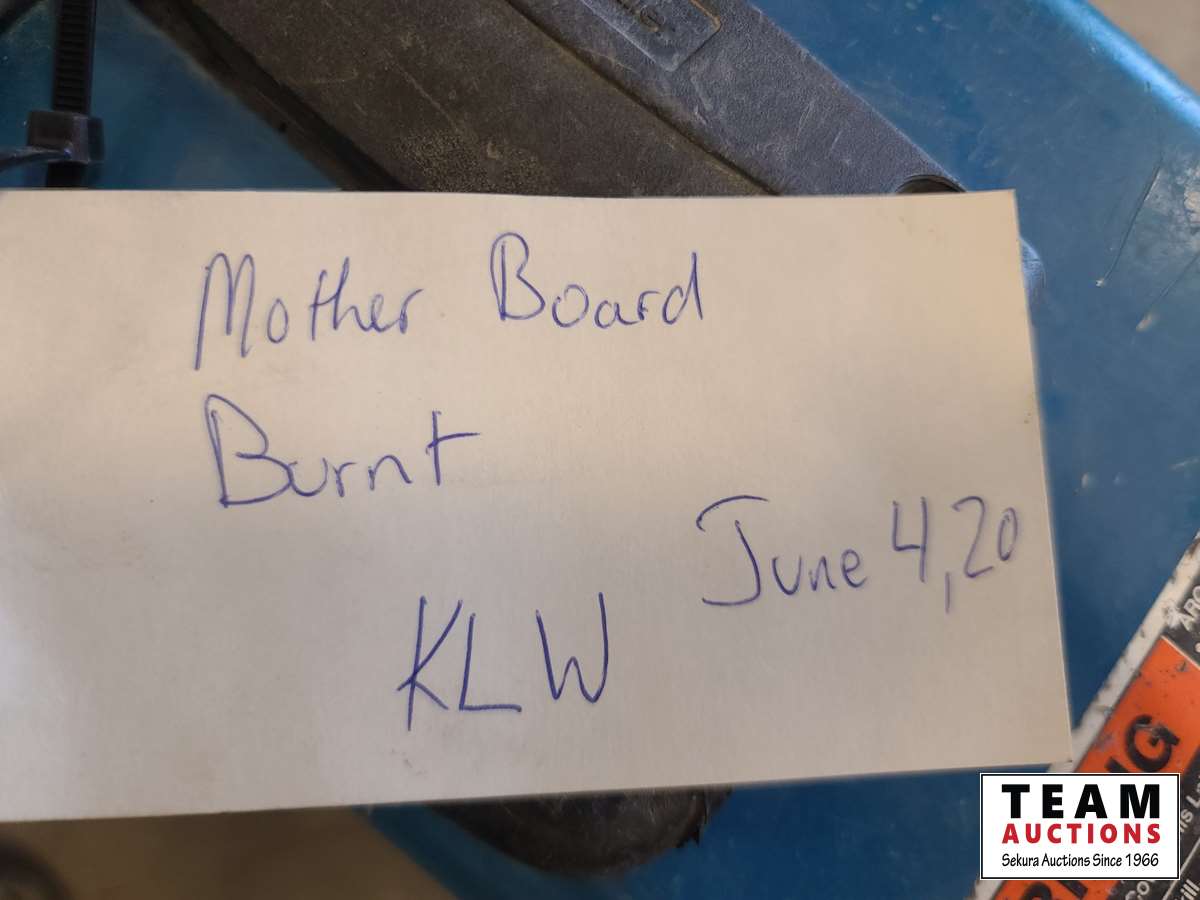 Mother Board
Burnt
June 4, 20
KLW
TEAM
AUCTIONS
Sekura Auctions Since 1966